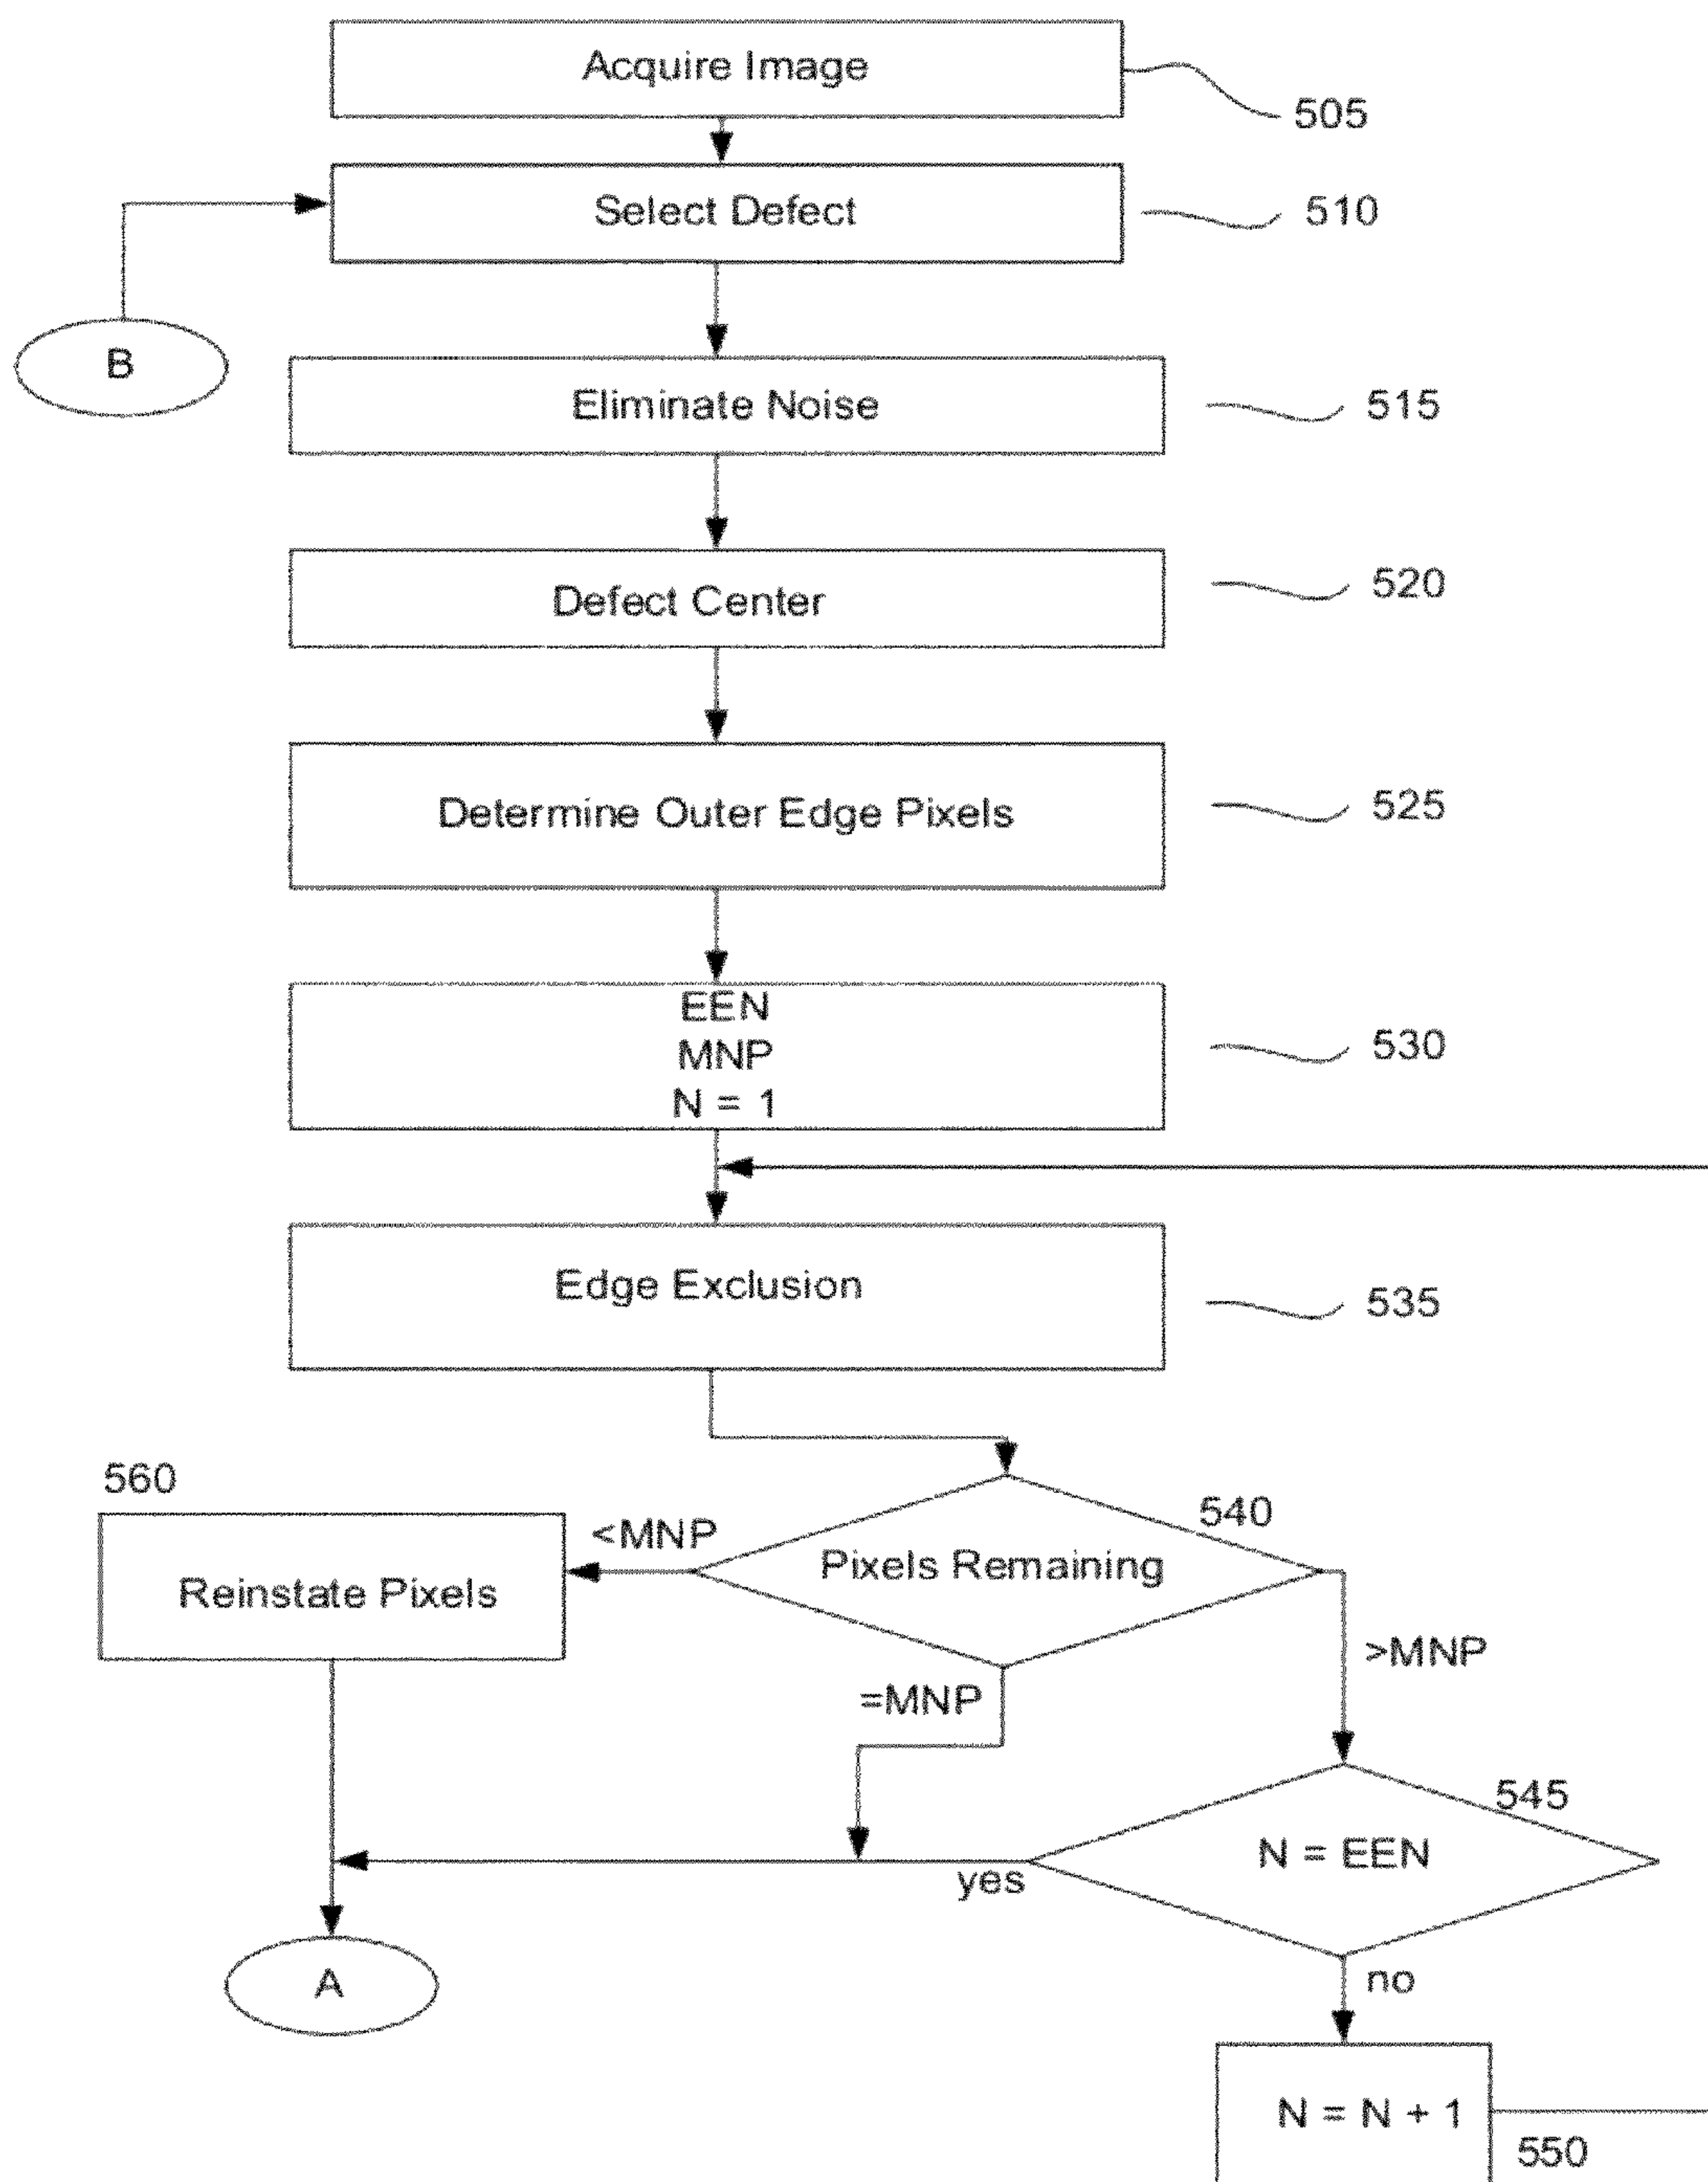 Acquire Image
505
Select Defect
510
B
Eliminate Noise
515
Defect Center
520
Determine Outer Edge Pixels
525
EEN
MNP
N = 1
530
Edge Exclusion
535
560
<MNP
540
Pixels Remaining
Reinstate Pixels
>MNP
=MNP
545
N = EEN
yes
A
no
N = N + 1
550